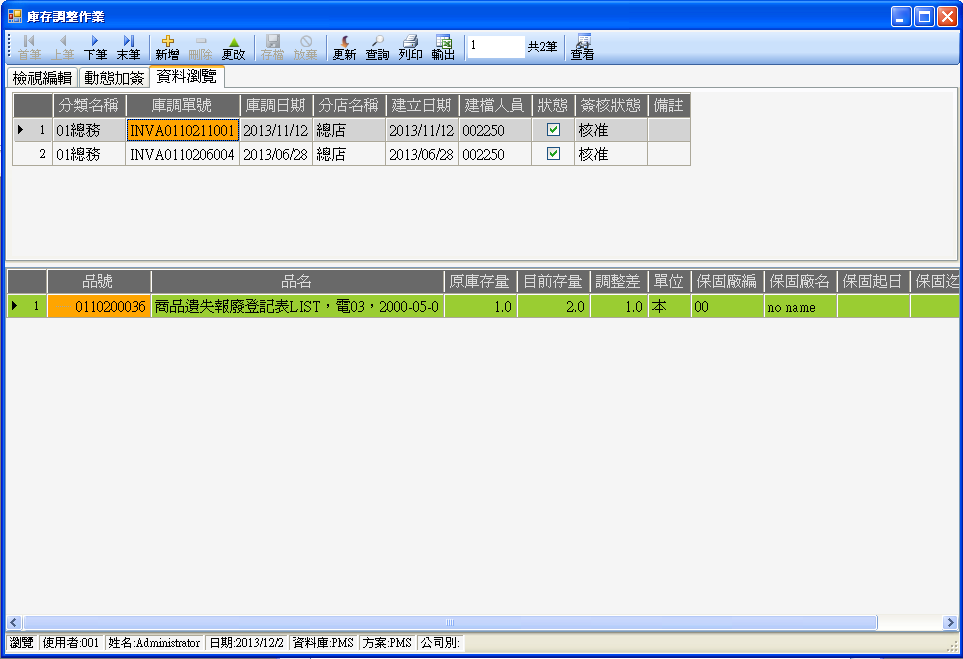 庫存調整作業
首筆 上筆 下筆 末筆 新增 刪除 更改 存檔 放棄 更新 查詢 列印 輸出 1 共2筆 查看
檢視編輯 動態加簽 資料瀏覽
分類名稱 庫調單號 庫調日期 分店名稱 建立日期 建檔人員 狀態 簽核狀態 備註
1 01總務 INVA0110211001 2013/11/12 總店 2013/11/12 002250 核准
2 01總務 INVA0110206004 2013/06/28 總店 2013/06/28 002250 核准
品號 品名 原庫存量 目前存量 調整差 單位 保固廠編 保固廠名 保固起日 保固迄
1 0110200036 商品遺失報廢登記表LIST，電03，2000-05-0 1.0 2.0 1.0 本 00 no name
瀏覽 使用者:001 姓名:Administrator 日期:2013/12/2 資料庫:PMS 方案:PMS 公司別: